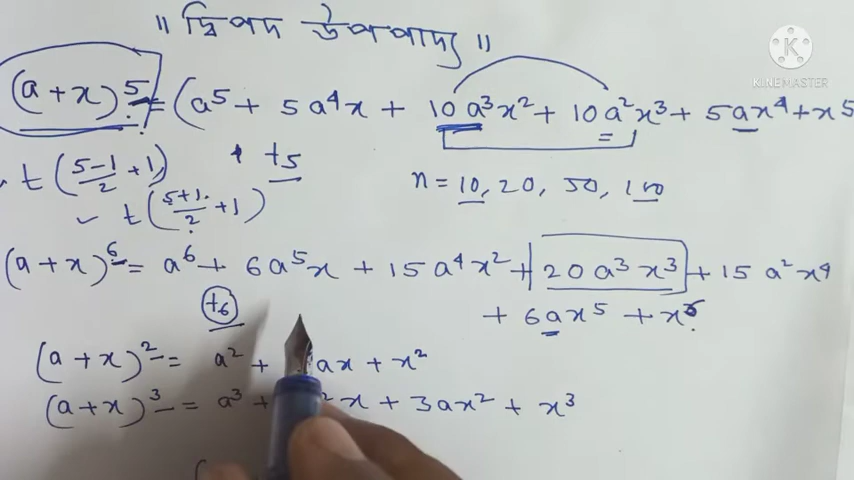 " দ্বিপদ উপপাদ্য "
(a+x)⁵ = (a⁵ + 5a⁴x + 10a³x² + 10a²x³ + 5ax⁴ + x⁵
t(5-1/2 + 1) + t5
t(5+1/2 + 1)
n = 10, 20, 50, 100
(a+x)⁶ = a⁶ + 6a⁵x + 15a⁴x² + 20a³x³ + 15a²x⁴
+ 6ax⁵ + x⁶
t6
(a+x)² = a² + ax + x²
(a+x)³ = a³ + ²x + 3ax² + x³
KINEMASTER